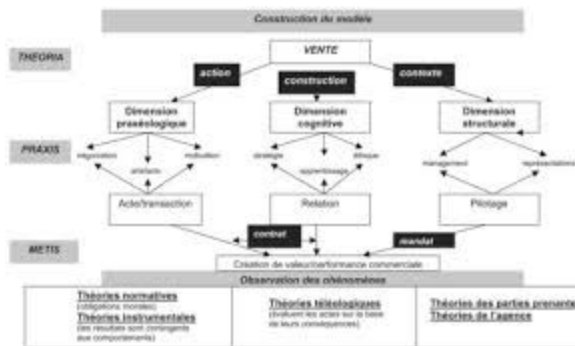 Construction du modèle
THEORIA
VENTE
action
construction
contexte
Dimension praxéologique
Dimension cognitive
Dimension structurale
PRAXIS
négociation
motivation
stratégie
éthique
management
représentations
artefacts
apprentissage
Acte/transaction
Relation
Pilotage
contrat
mandat
METIS
Création de valeur/performance commerciale
Observation des phénomènes
Théories normatives
(obligations morales)
Théories instrumentales
(les résultats sont contingents
aux comportements)
Théories téléologiques
(évaluent les actes sur la base
de leurs conséquences)
Théories des parties prenantes
Théories de l'agence